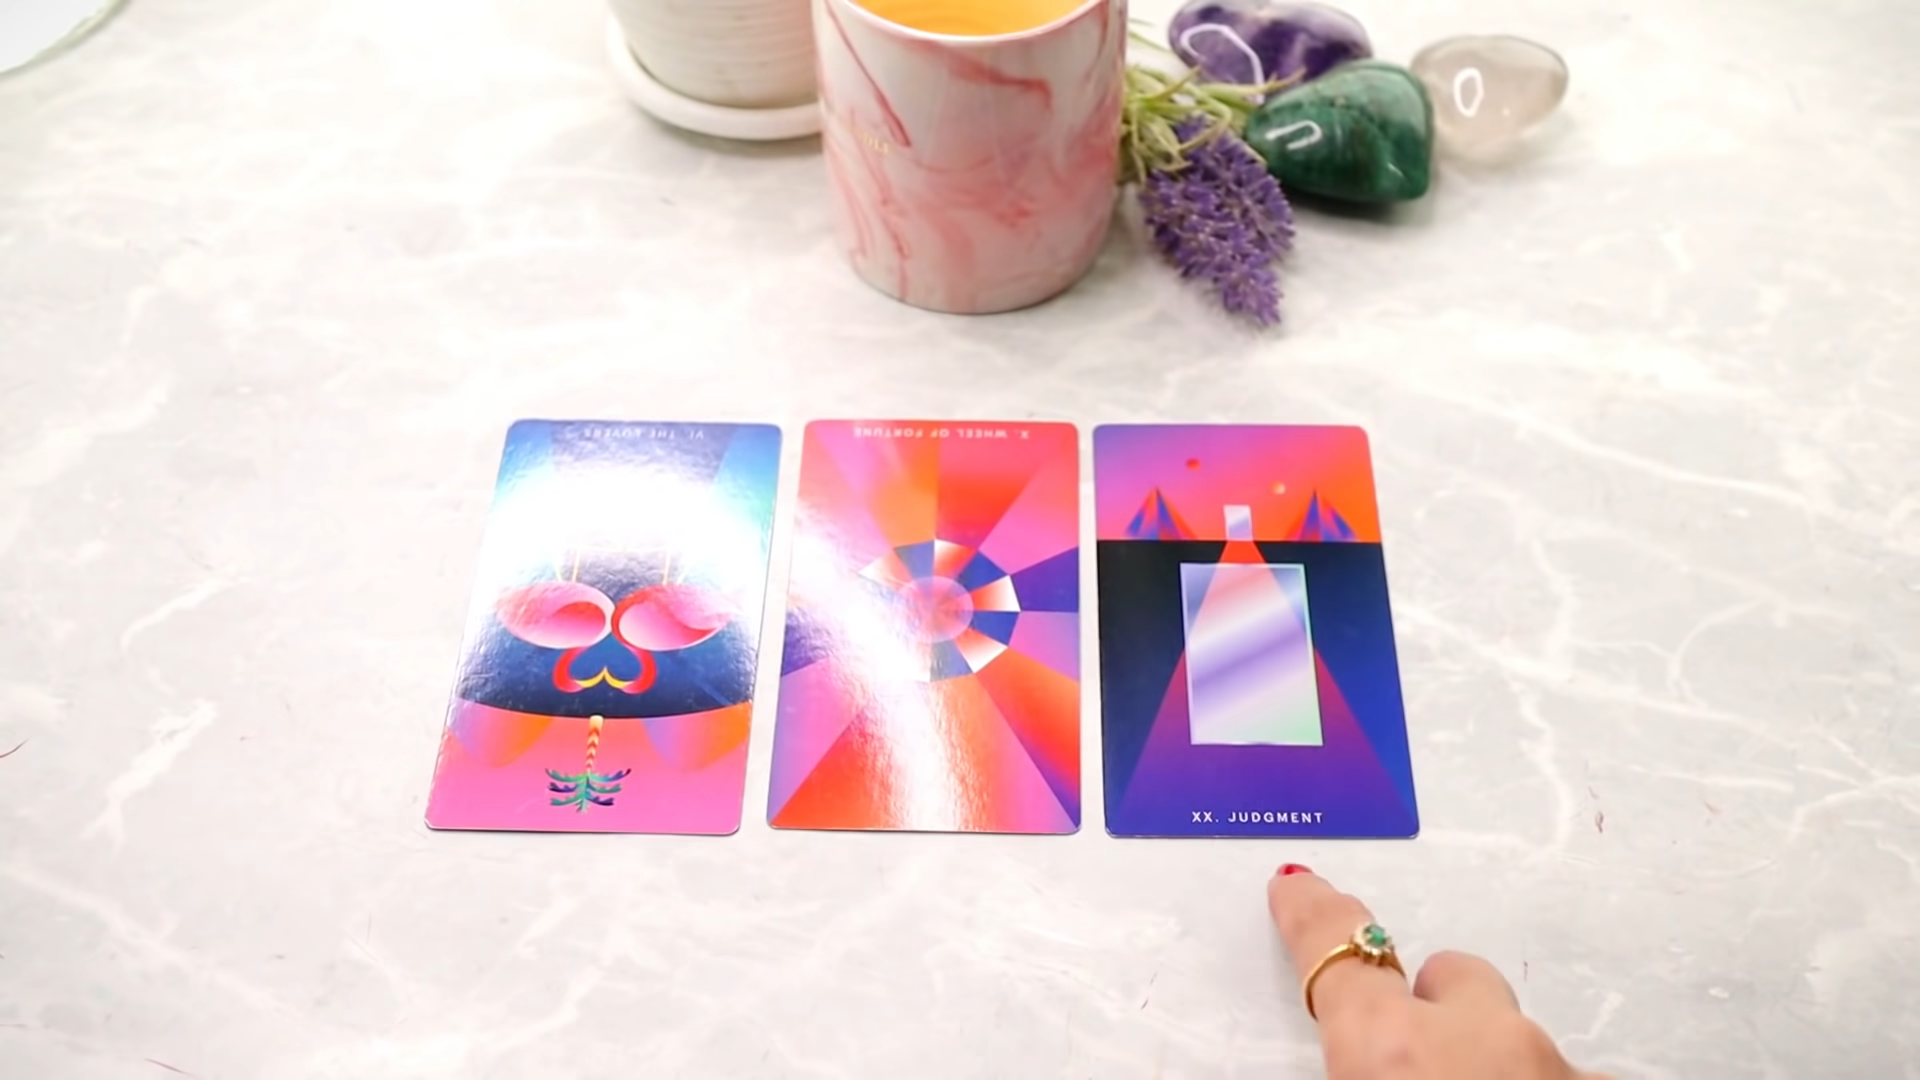 VI. THE LOVERS
X. WHEEL OF FORTUNE
XX. JUDGMENT